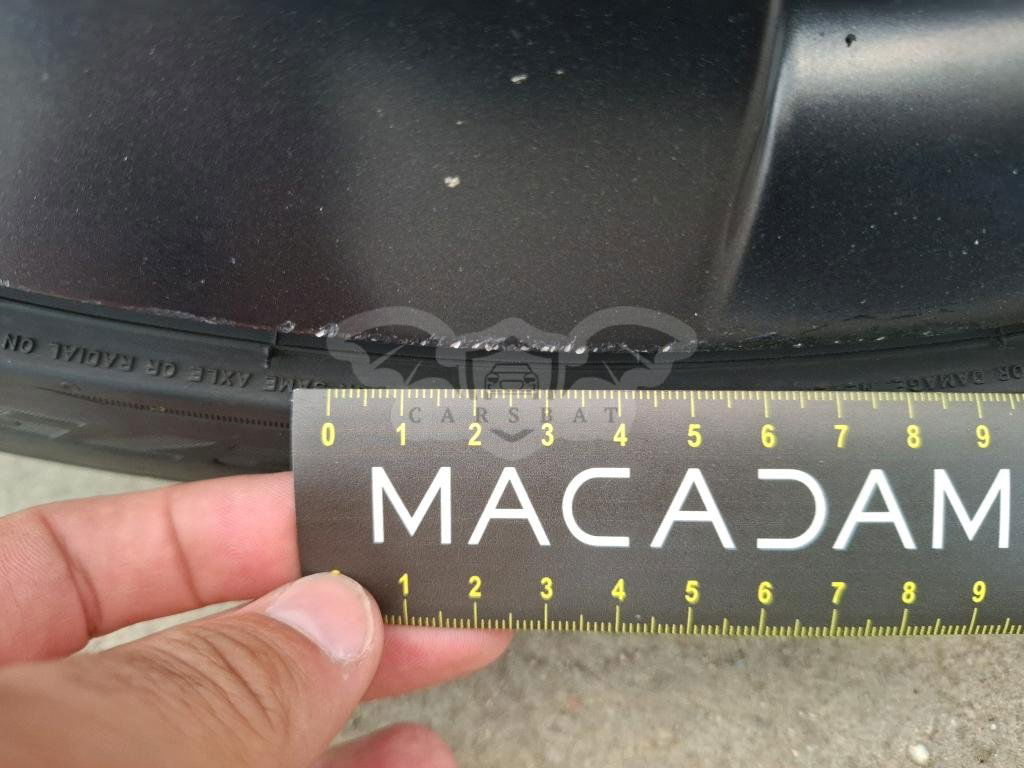 SAME AXLE OR RADIAL ON
OR DAMAGE,
CARSBAT
0 1 2 3 4 5 6 7 8 9
MACADAM
1 2 3 4 5 6 7 8 9